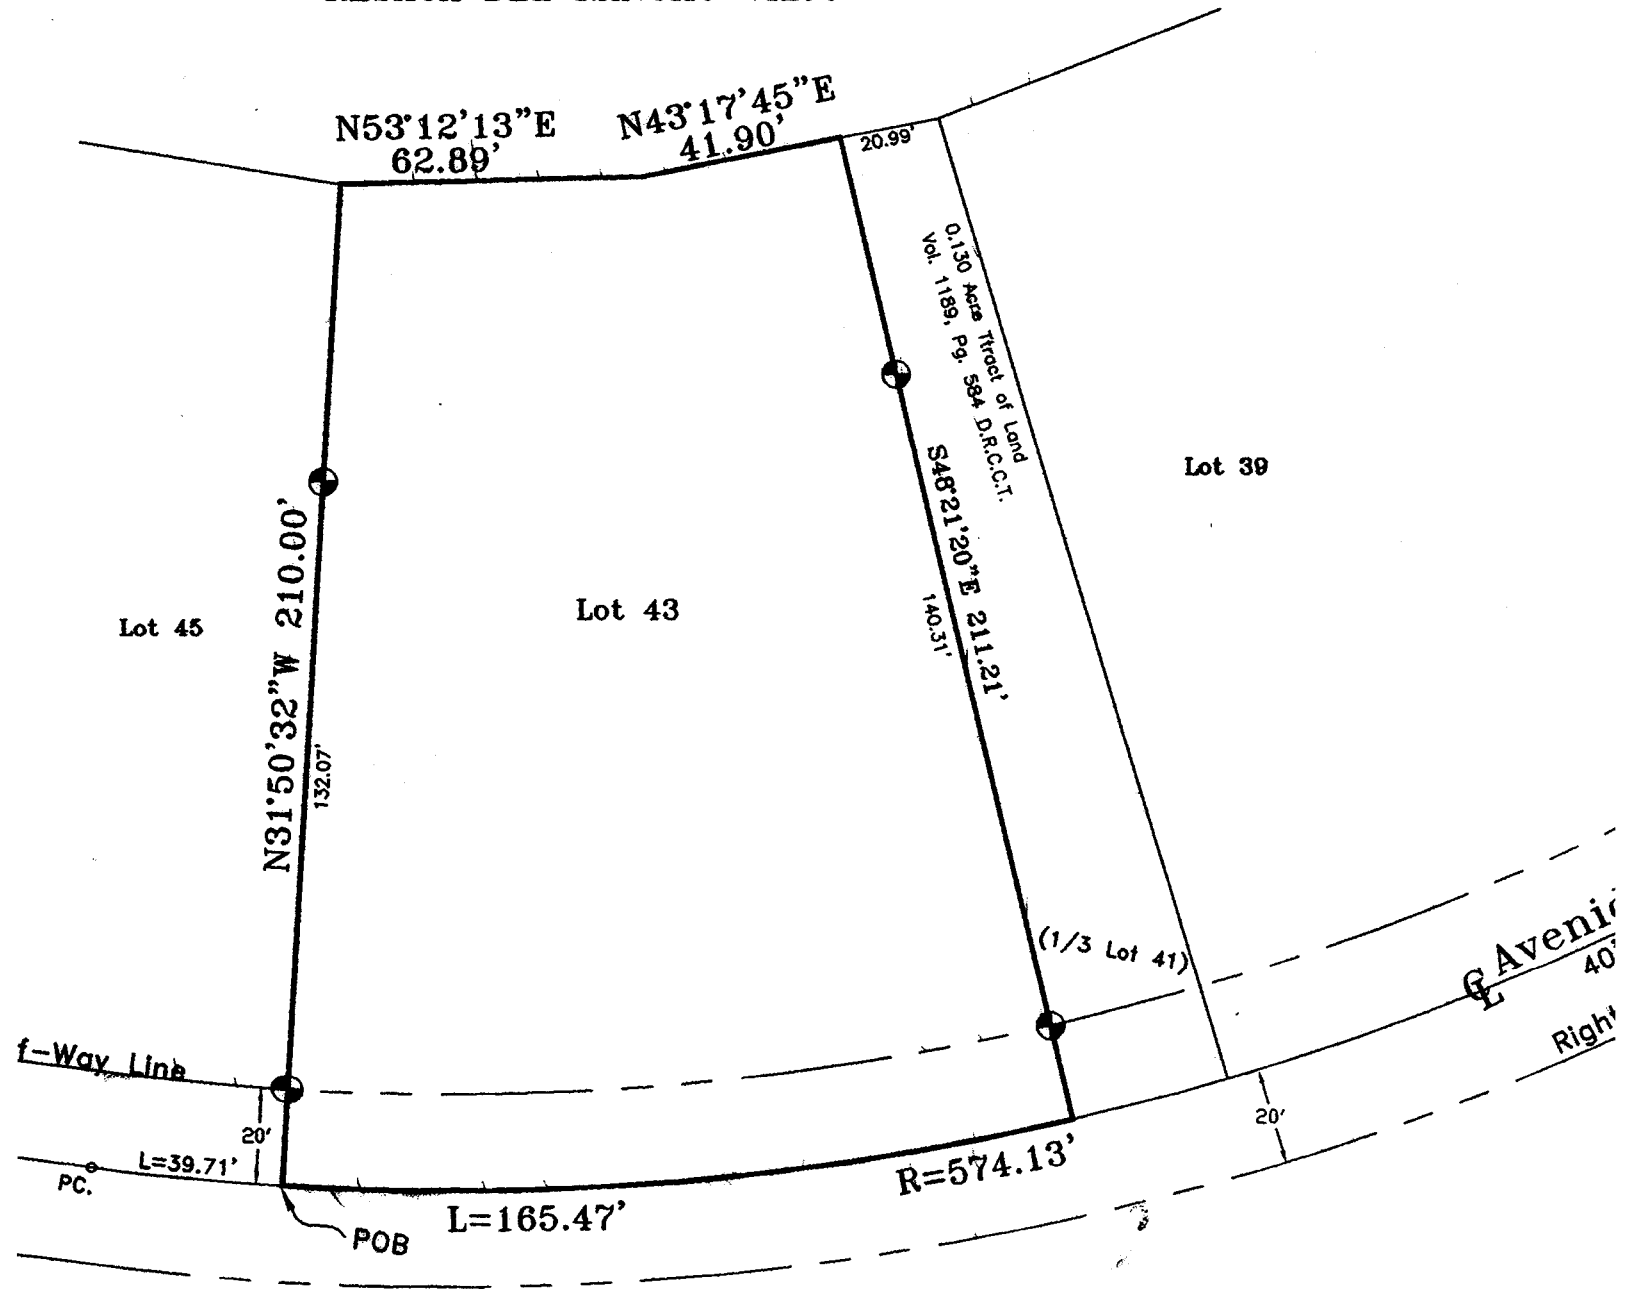 N53°12'13"E
62.89'
N43°17'45"E
41.90'
20.99'
0.130 Acre Ttract of Land
Vol. 1189, Pg. 584 D.R.C.C.T.
Lot 39
S48°21'20"E 211.21'
140.31'
N31°50'32"W 210.00'
132.07'
Lot 45
Lot 43
(1/3 Lot 41)
CL Aveni
40'
Right
f-Way Line
20'
L=39.71'
PC.
20'
R=574.13'
L=165.47'
POB